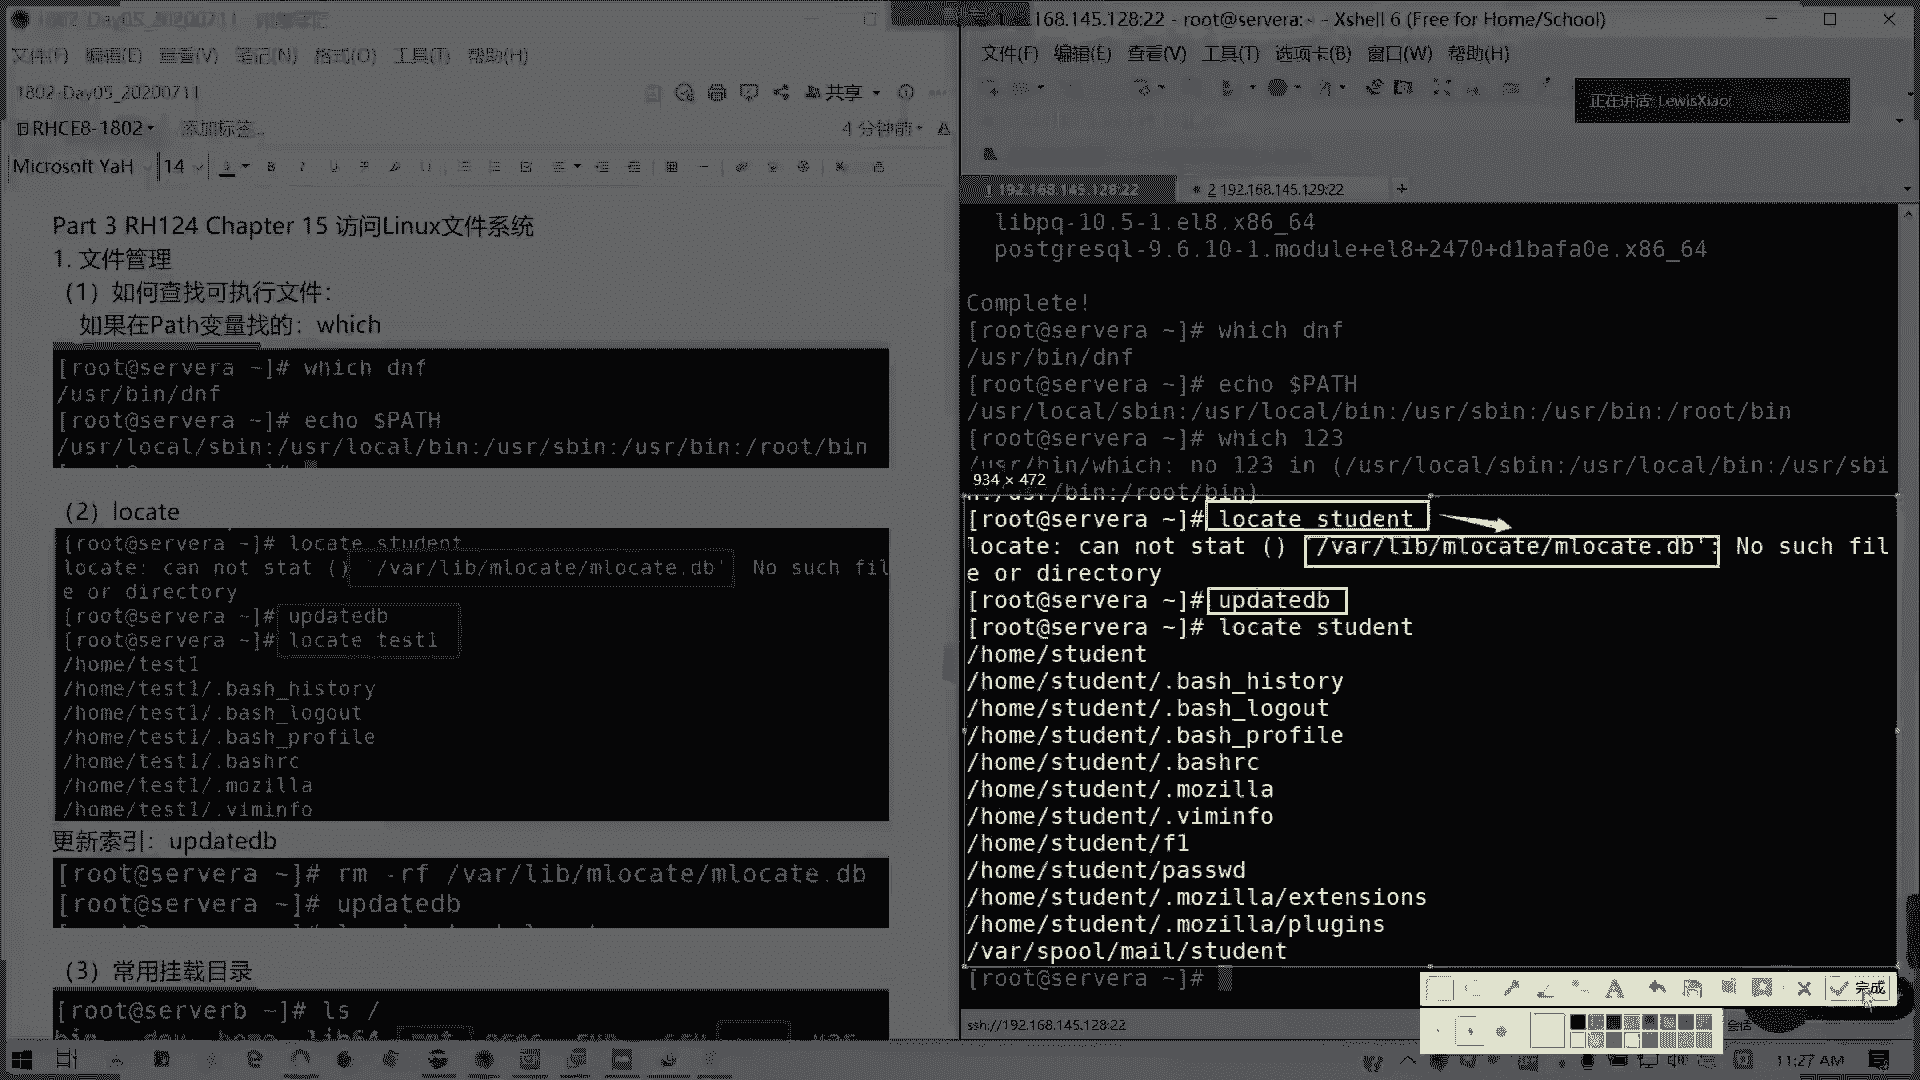 1802-Day05_20200711
文件(F) 编辑(E) 查看(V) 笔记(N) 格式(O) 工具(T) 帮助(H)
1802-Day05_20200711
共享
RHCE8-1802
添加标签...
4 分钟前
Microsoft YaH 14
Part 3 RH124 Chapter 15 访问Linux文件系统
1. 文件管理
（1）如何查找可执行文件：
如果在Path变量找的：which
[root@servera ~]# which dnf
/usr/bin/dnf
[root@servera ~]# echo $PATH
/usr/local/sbin:/usr/local/bin:/usr/sbin:/usr/bin:/root/bin
（2）locate
[root@servera ~]# locate student
locate: can not stat () `/var/lib/mlocate/mlocate.db' No such fil
e or directory
[root@servera ~]# updatedb
[root@servera ~]# locate test1
/home/test1
/home/test1/.bash_history
/home/test1/.bash_logout
/home/test1/.bash_profile
/home/test1/.bashrc
/home/test1/.mozilla
/home/test1/.viminfo
更新索引：updatedb
[root@servera ~]# rm -rf /var/lib/mlocate/mlocate.db
[root@servera ~]# updatedb
（3）常用挂载目录
[root@serverb ~]# ls /
.168.145.128:22 - root@servera:~ - Xshell 6 (Free for Home/School)
文件(F) 编辑(E) 查看(V) 工具(T) 选项卡(B) 窗口(W) 帮助(H)
正在讲话: LewisXiao;
1 192.168.145.128:22
2 192.168.145.129:22
libpq-10.5-1.el8.x86_64
postgresql-9.6.10-1.module+el8+2470+d1bafa0e.x86_64
Complete!
[root@servera ~]# which dnf
/usr/bin/dnf
[root@servera ~]# echo $PATH
/usr/local/sbin:/usr/local/bin:/usr/sbin:/usr/bin:/root/bin
[root@servera ~]# which 123
/usr/bin/which: no 123 in (/usr/local/sbin:/usr/local/bin:/usr/sbi
n:/usr/bin:/root/bin)
934 × 472
[root@servera ~]# locate student
locate: can not stat () `/var/lib/mlocate/mlocate.db': No such fil
e or directory
[root@servera ~]# updatedb
[root@servera ~]# locate student
/home/student
/home/student/.bash_history
/home/student/.bash_logout
/home/student/.bash_profile
/home/student/.bashrc
/home/student/.mozilla
/home/student/.viminfo
/home/student/f1
/home/student/passwd
/home/student/.mozilla/extensions
/home/student/.mozilla/plugins
/var/spool/mail/student
[root@servera ~]#
完成
ssh://192.168.145.128:22
会话
11:27 AM